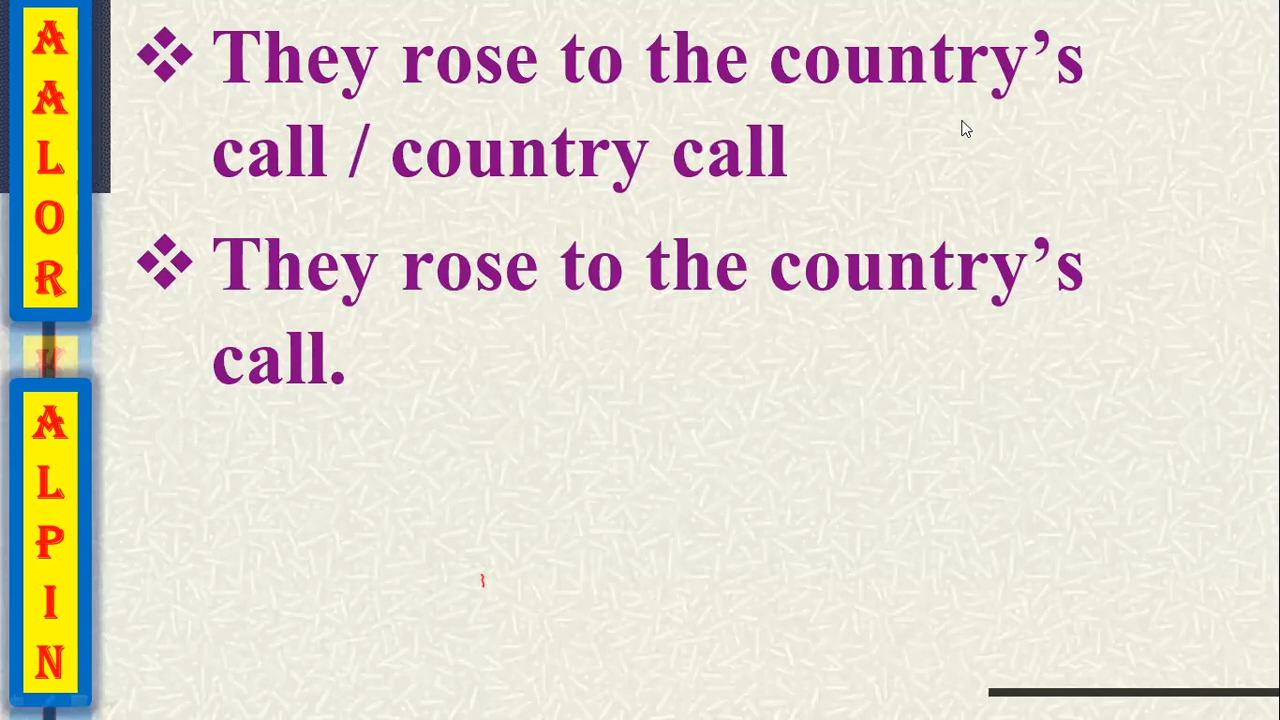 AALOR
ALPIN
❖ They rose to the country’s
call / country call
❖ They rose to the country’s
call.